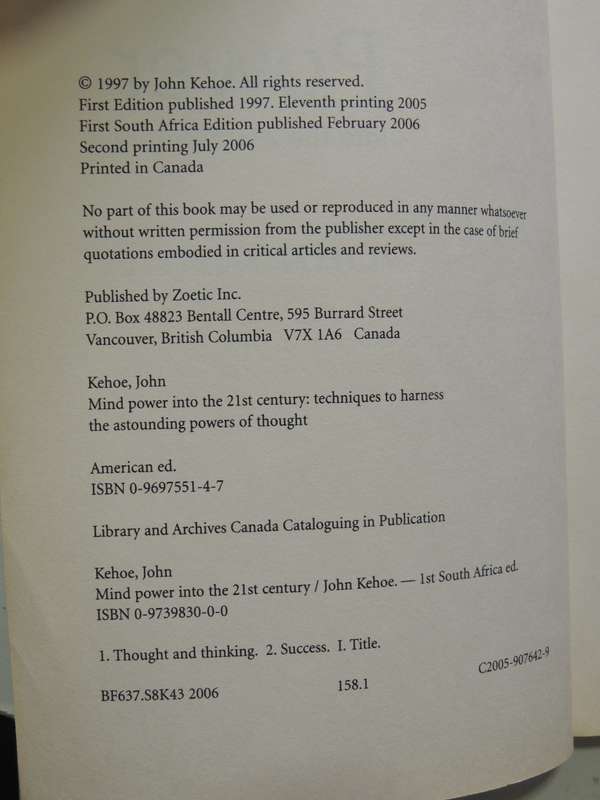 © 1997 by John Kehoe. All rights reserved.
First Edition published 1997. Eleventh printing 2005
First South Africa Edition published February 2006
Second printing July 2006
Printed in Canada
No part of this book may be used or reproduced in any manner whatsoever
without written permission from the publisher except in the case of brief
quotations embodied in critical articles and reviews.
Published by Zoetic Inc.
P.O. Box 48823 Bentall Centre, 595 Burrard Street
Vancouver, British Columbia V7X 1A6 Canada
Kehoe, John
Mind power into the 21st century: techniques to harness
the astounding powers of thought
American ed.
ISBN 0-9697551-4-7
Library and Archives Canada Cataloguing in Publication
Kehoe, John
Mind power into the 21st century / John Kehoe. — 1st South Africa ed.
ISBN 0-9739830-0-0
1. Thought and thinking. 2. Success. I. Title.
BF637.S8K43 2006 158.1 C2005-907642-9